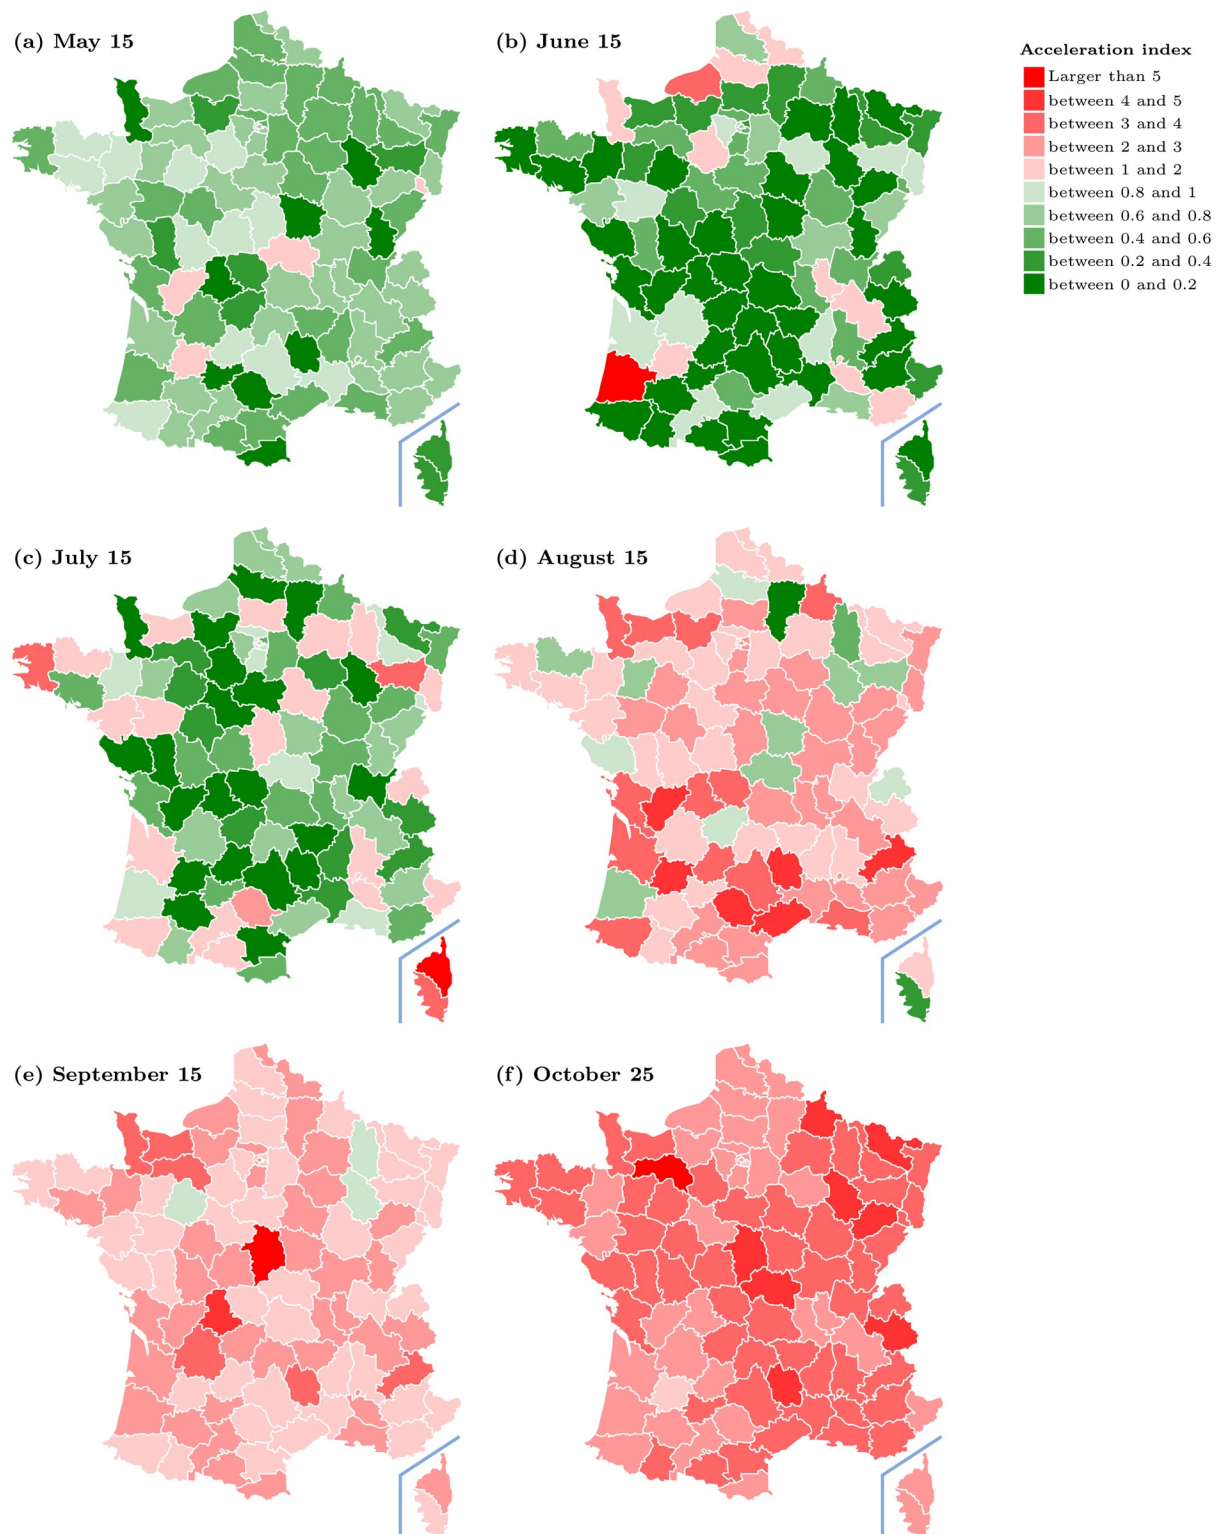 (a) May 15
(b) June 15
Acceleration index
Larger than 5
between 4 and 5
between 3 and 4
between 2 and 3
between 1 and 2
between 0.8 and 1
between 0.6 and 0.8
between 0.4 and 0.6
between 0.2 and 0.4
between 0 and 0.2
(c) July 15
(d) August 15
(e) September 15
(f) October 25